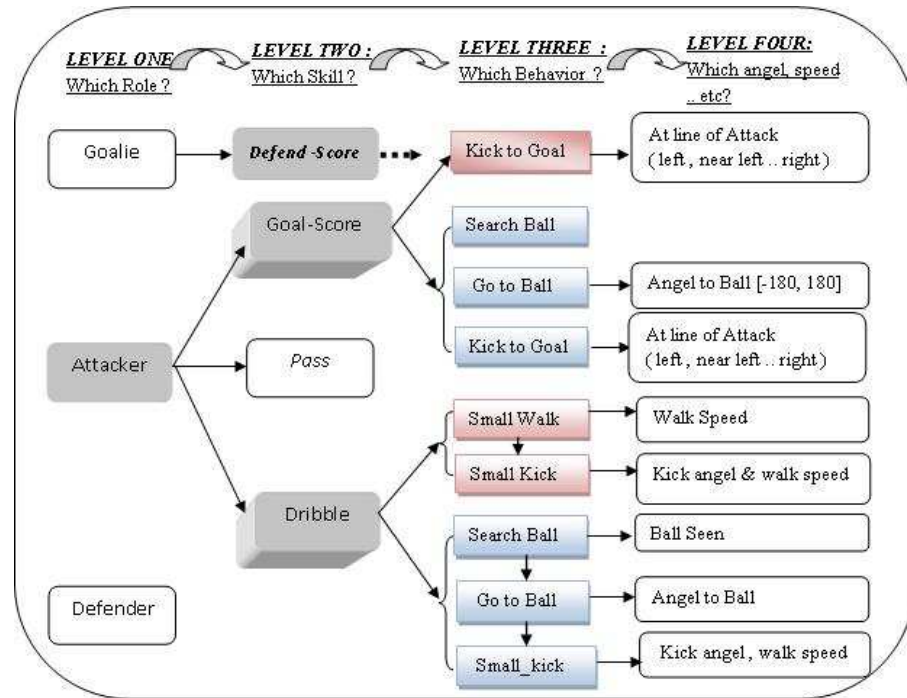 LEVEL ONE
Which Role ?
LEVEL TWO :
Which Skill ?
LEVEL THREE :
Which Behavior ?
LEVEL FOUR:
Which angel, speed
.. etc?
Goalie
Defend -Score
Kick to Goal
At line of Attack
( left , near left .. right )
Goal-Score
Search Ball
Go to Ball
Angel to Ball [-180, 180]
Kick to Goal
At line of Attack
( left , near left .. right )
Attacker
Pass
Small Walk
Walk Speed
Small Kick
Kick angel & walk speed
Dribble
Search Ball
Ball Seen
Go to Ball
Angel to Ball
Defender
Small_kick
Kick angel , walk speed